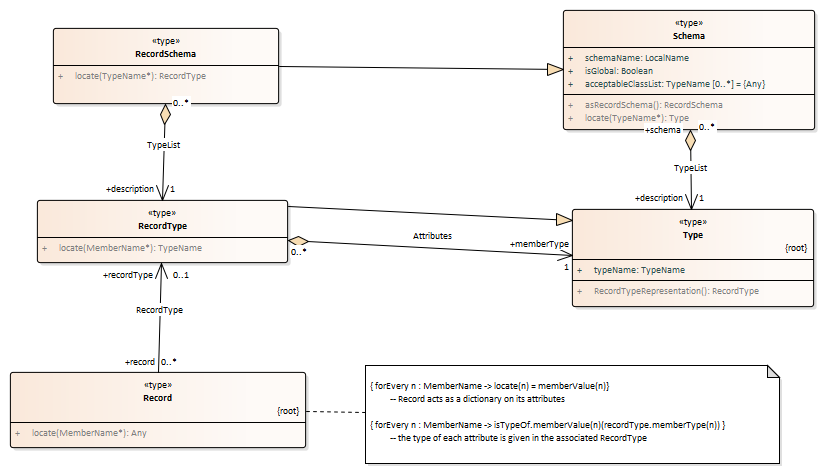 «type»
RecordSchema
+ locate(TypeName*): RecordType
«type»
Schema
+ schemaName: LocalName
+ isGlobal: Boolean
+ acceptableClassList: TypeName [0..*] = {Any}
+ asRecordSchema(): RecordSchema
+ locate(TypeName*): Type
0..*
TypeList
+description 1
+schema 0..*
TypeList
+description 1
«type»
RecordType
+ locate(MemberName*): TypeName
0..*
Attributes
+memberType
1
«type»
Type
{root}
+ typeName: TypeName
+ RecordTypeRepresentation(): RecordType
+recordType 0..1
RecordType
+record 0..*
«type»
Record
{root}
+ locate(MemberName*): Any
{ forEvery n : MemberName -> locate(n) = memberValue(n)}
-- Record acts as a dictionary on its attributes
{ forEvery n : MemberName -> isTypeOf.memberValue(n)(recordType.memberType(n)) }
-- the type of each attribute is given in the associated RecordType